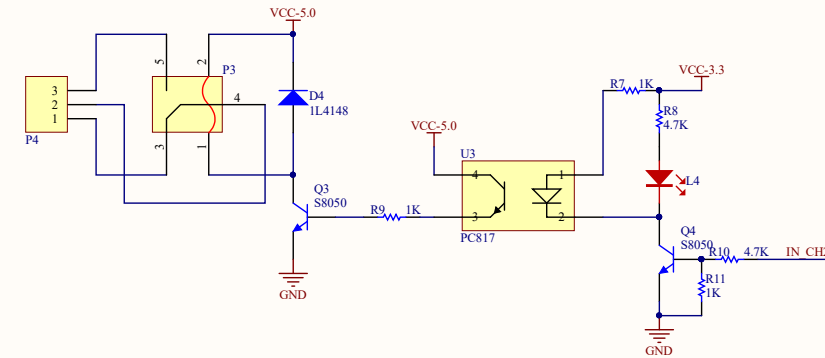 VCC-5.0
5
2
P3
4
3
2
1
P4
3
1
D4
1L4148
Q3
S8050
R9
1K
GND
VCC-5.0
U3
4
3
1
2
PC817
R7
1K
VCC-3.3
R8
4.7K
L4
Q4
S8050
R10
4.7K
R11
1K
GND